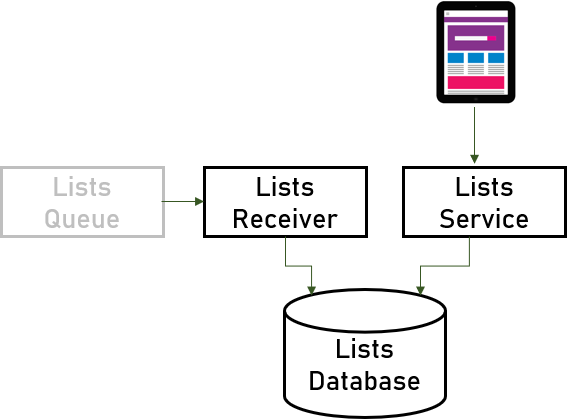 Lists
Queue
Lists
Receiver
Lists
Service
Lists
Database